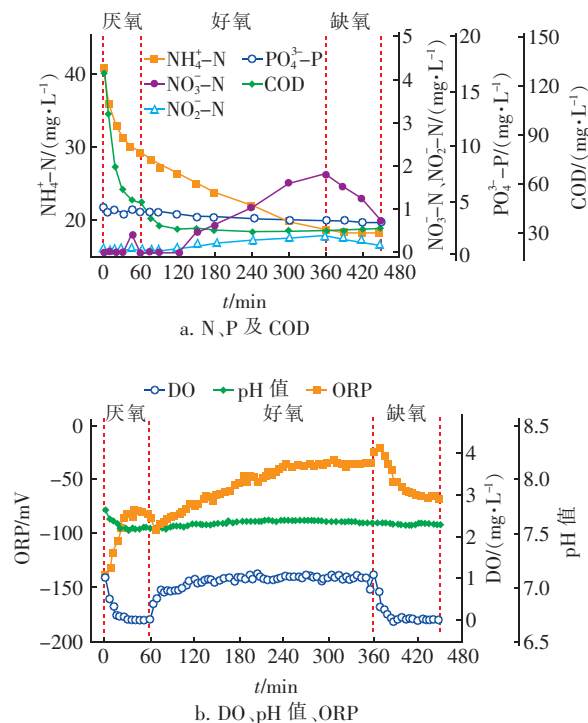 厌氧 好氧 缺氧
NH₄⁺-N PO₄³⁻-P
NO₃⁻-N COD
NO₂⁻-N
NH₄⁺-N/(mg·L⁻¹)
40
30
20
NO₃⁻-N、NO₂⁻-N/(mg·L⁻¹)
5
4
3
2
1
0
PO₄³⁻-P/(mg·L⁻¹)
20
15
10
5
0
COD/(mg·L⁻¹)
150
120
90
60
30
0 60 120 180 240 300 360 420 480
t/min
a. N、P 及 COD
DO pH 值 ORP
厌氧 好氧 缺氧
ORP/mV
0
-50
-100
-150
-200
DO/(mg·L⁻¹)
4
3
2
1
0
pH 值
8.5
8.0
7.5
7.0
6.5
0 60 120 180 240 300 360 420 480
t/min
b. DO、pH 值、ORP